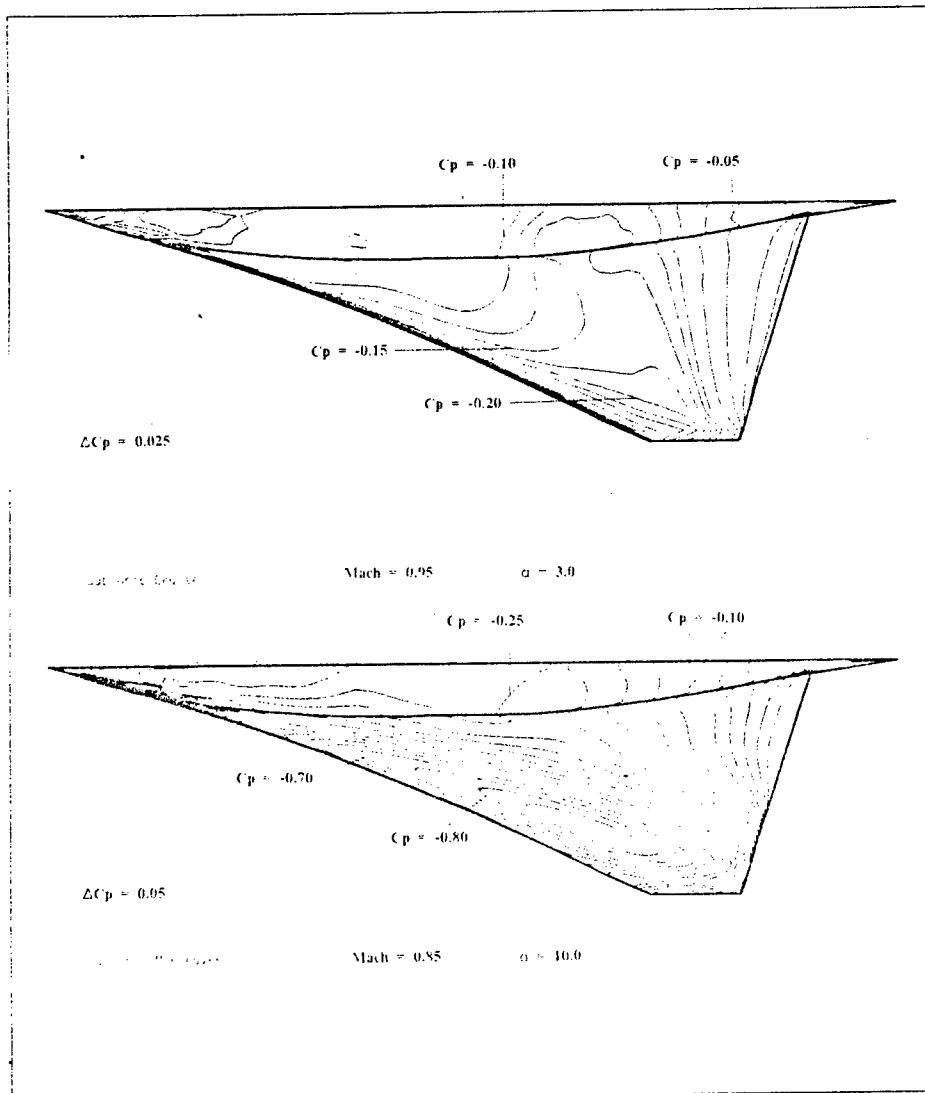 Cp = -0.10 Cp = -0.05
Cp = -0.15
Cp = -0.20
ΔCp = 0.025
Mach = 0.95 α = 3.0
Cp = -0.25 Cp = -0.10
Cp = -0.70
Cp = -0.80
ΔCp = 0.05
Mach = 0.85 α = 10.0